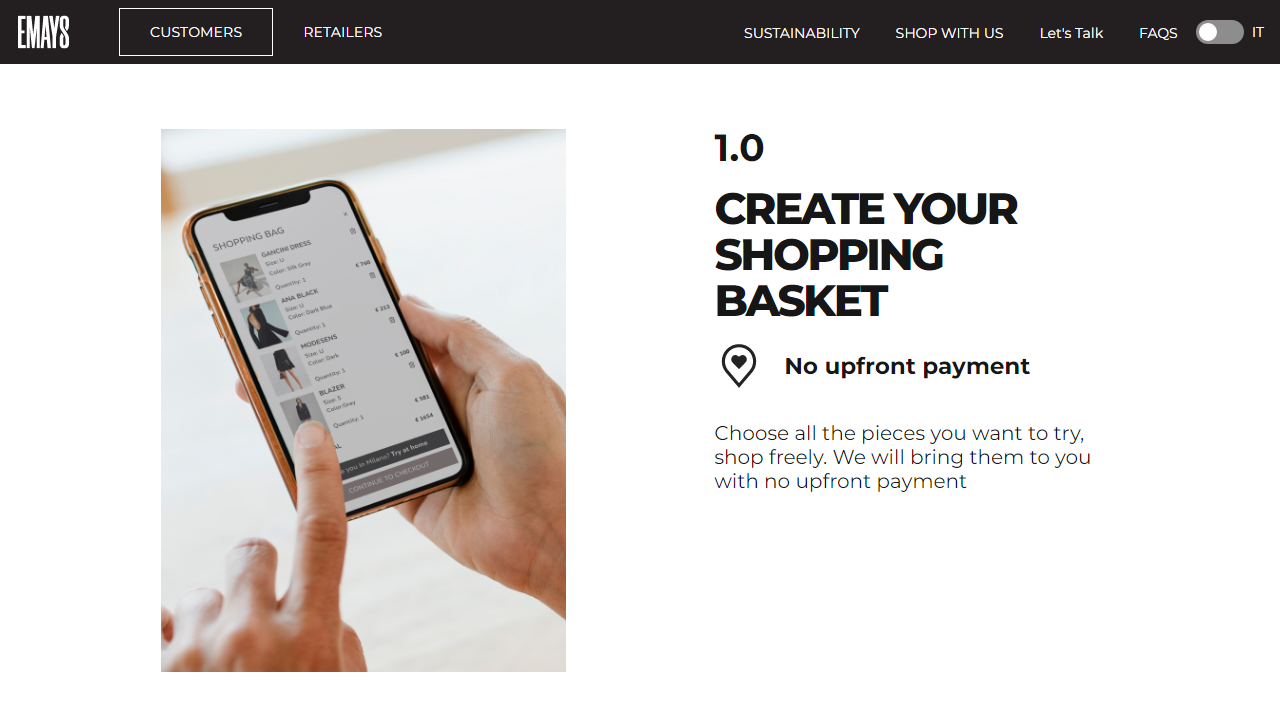 EMAYS
CUSTOMERS
RETAILERS
SUSTAINABILITY
SHOP WITH US
Let's Talk
FAQS
IT
SHOPPING BAG
GANCINI DRESS
Size: U
Color: Silk Grey
Quantity: 1
€ 760
ANA BLACK
Size: U
Color: Dark Blue
Quantity: 1
€ 213
MODESENS
Size: U
Color: Dark
Quantity: 1
€ 100
BLAZER
Size: S
Color:Grey
Quantity: 1
€ 581
€ 1654
you in Milano? Try at home
CONTINUE TO CHECKOUT
1.0
CREATE YOUR
SHOPPING
BASKET
No upfront payment
Choose all the pieces you want to try,
shop freely. We will bring them to you
with no upfront payment